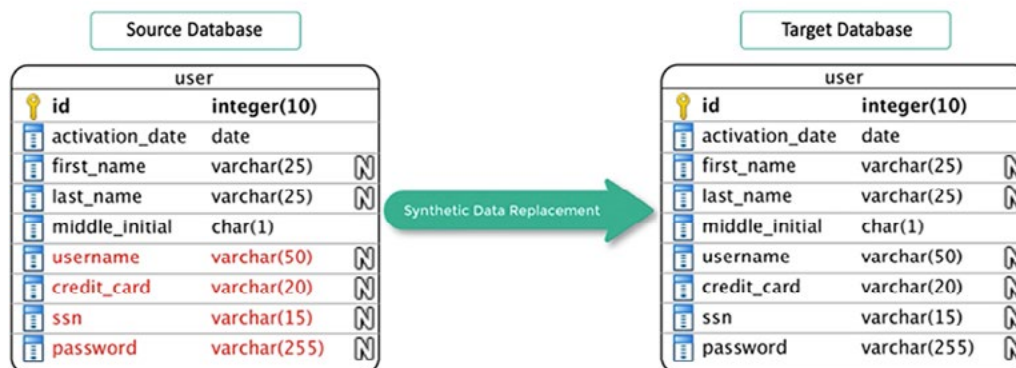 Source Database
user
id integer(10)
activation_date date
first_name varchar(25) N
last_name varchar(25) N
middle_initial char(1)
username varchar(50) N
credit_card varchar(20) N
ssn varchar(15) N
password varchar(255) N
Synthetic Data Replacement
Target Database
user
id integer(10)
activation_date date
first_name varchar(25) N
last_name varchar(25) N
middle_initial char(1)
username varchar(50) N
credit_card varchar(20) N
ssn varchar(15) N
password varchar(255) N